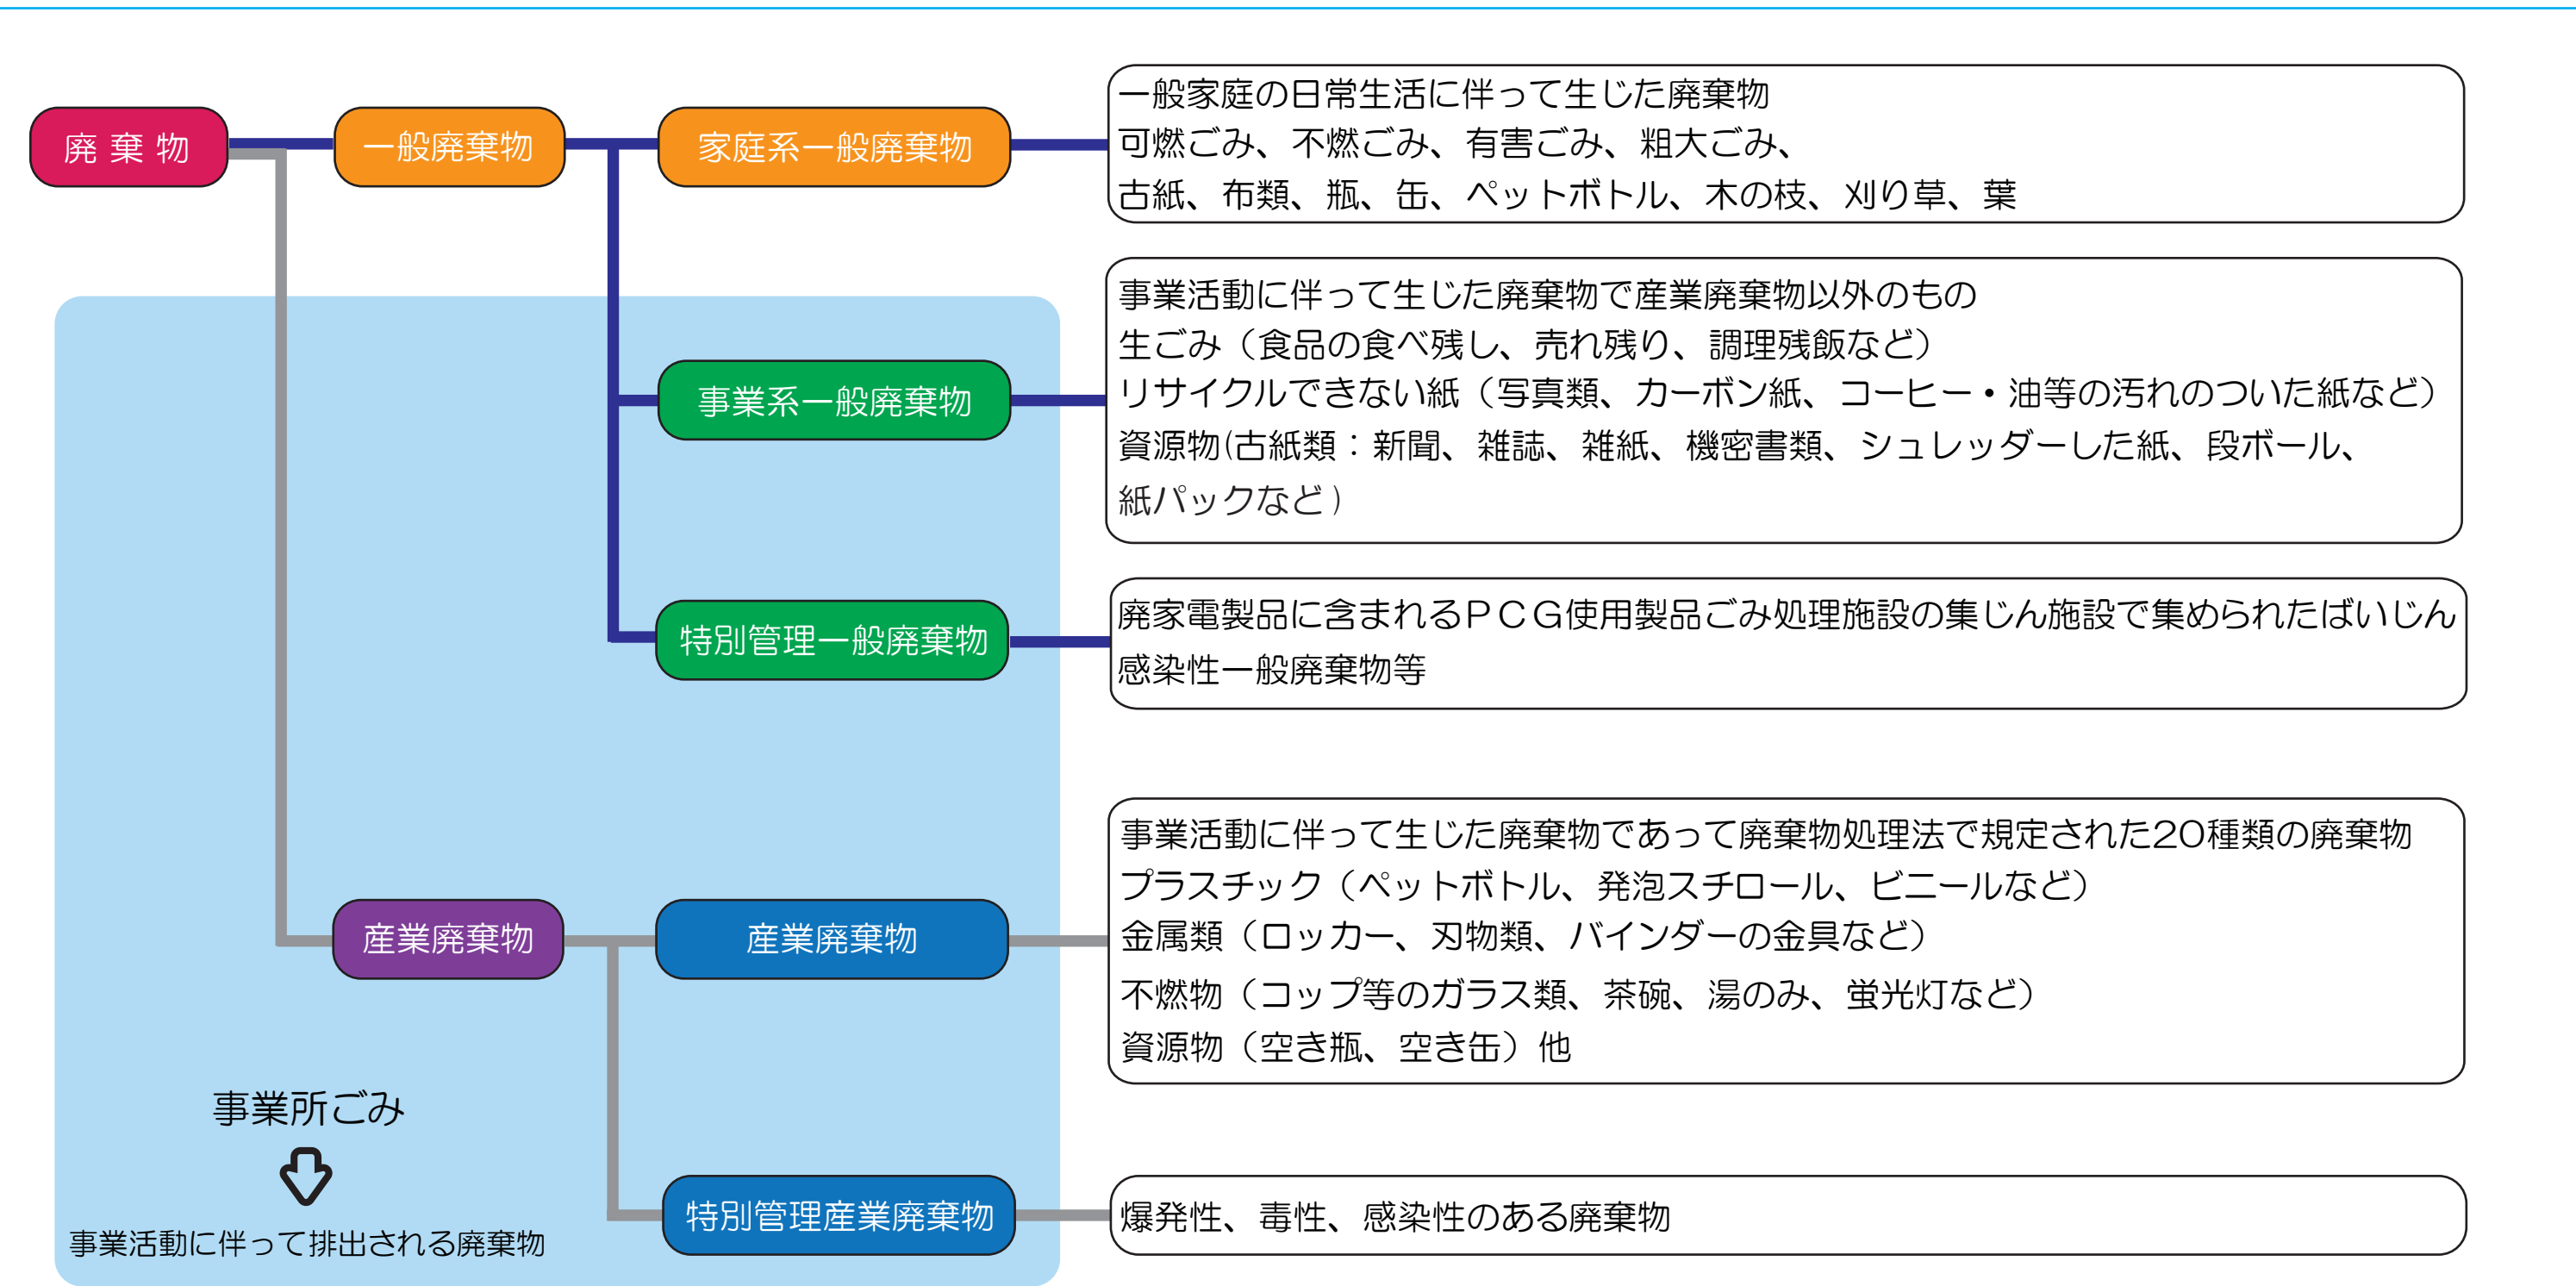 廃棄物
一般廃棄物
家庭系一般廃棄物
一般家庭の日常生活に伴って生じた廃棄物
可燃ごみ、不燃ごみ、有害ごみ、粗大ごみ、
古紙、布類、瓶、缶、ペットボトル、木の枝、刈り草、葉
事業系一般廃棄物
事業活動に伴って生じた廃棄物で産業廃棄物以外のもの
生ごみ（食品の食べ残し、売れ残り、調理残飯など）
リサイクルできない紙（写真類、カーボン紙、コーヒー・油等の汚れのついた紙など）
資源物(古紙類：新聞、雑誌、雑紙、機密書類、シュレッダーした紙、段ボール、
紙パックなど)
特別管理一般廃棄物
廃家電製品に含まれるＰＣＧ使用製品ごみ処理施設の集じん施設で集められたばいじん
感染性一般廃棄物等
産業廃棄物
産業廃棄物
事業活動に伴って生じた廃棄物であって廃棄物処理法で規定された20種類の廃棄物
プラスチック（ペットボトル、発泡スチロール、ビニールなど）
金属類（ロッカー、刃物類、バインダーの金具など）
不燃物（コップ等のガラス類、茶碗、湯のみ、蛍光灯など）
資源物（空き瓶、空き缶）他
特別管理産業廃棄物
爆発性、毒性、感染性のある廃棄物
事業所ごみ
事業活動に伴って排出される廃棄物